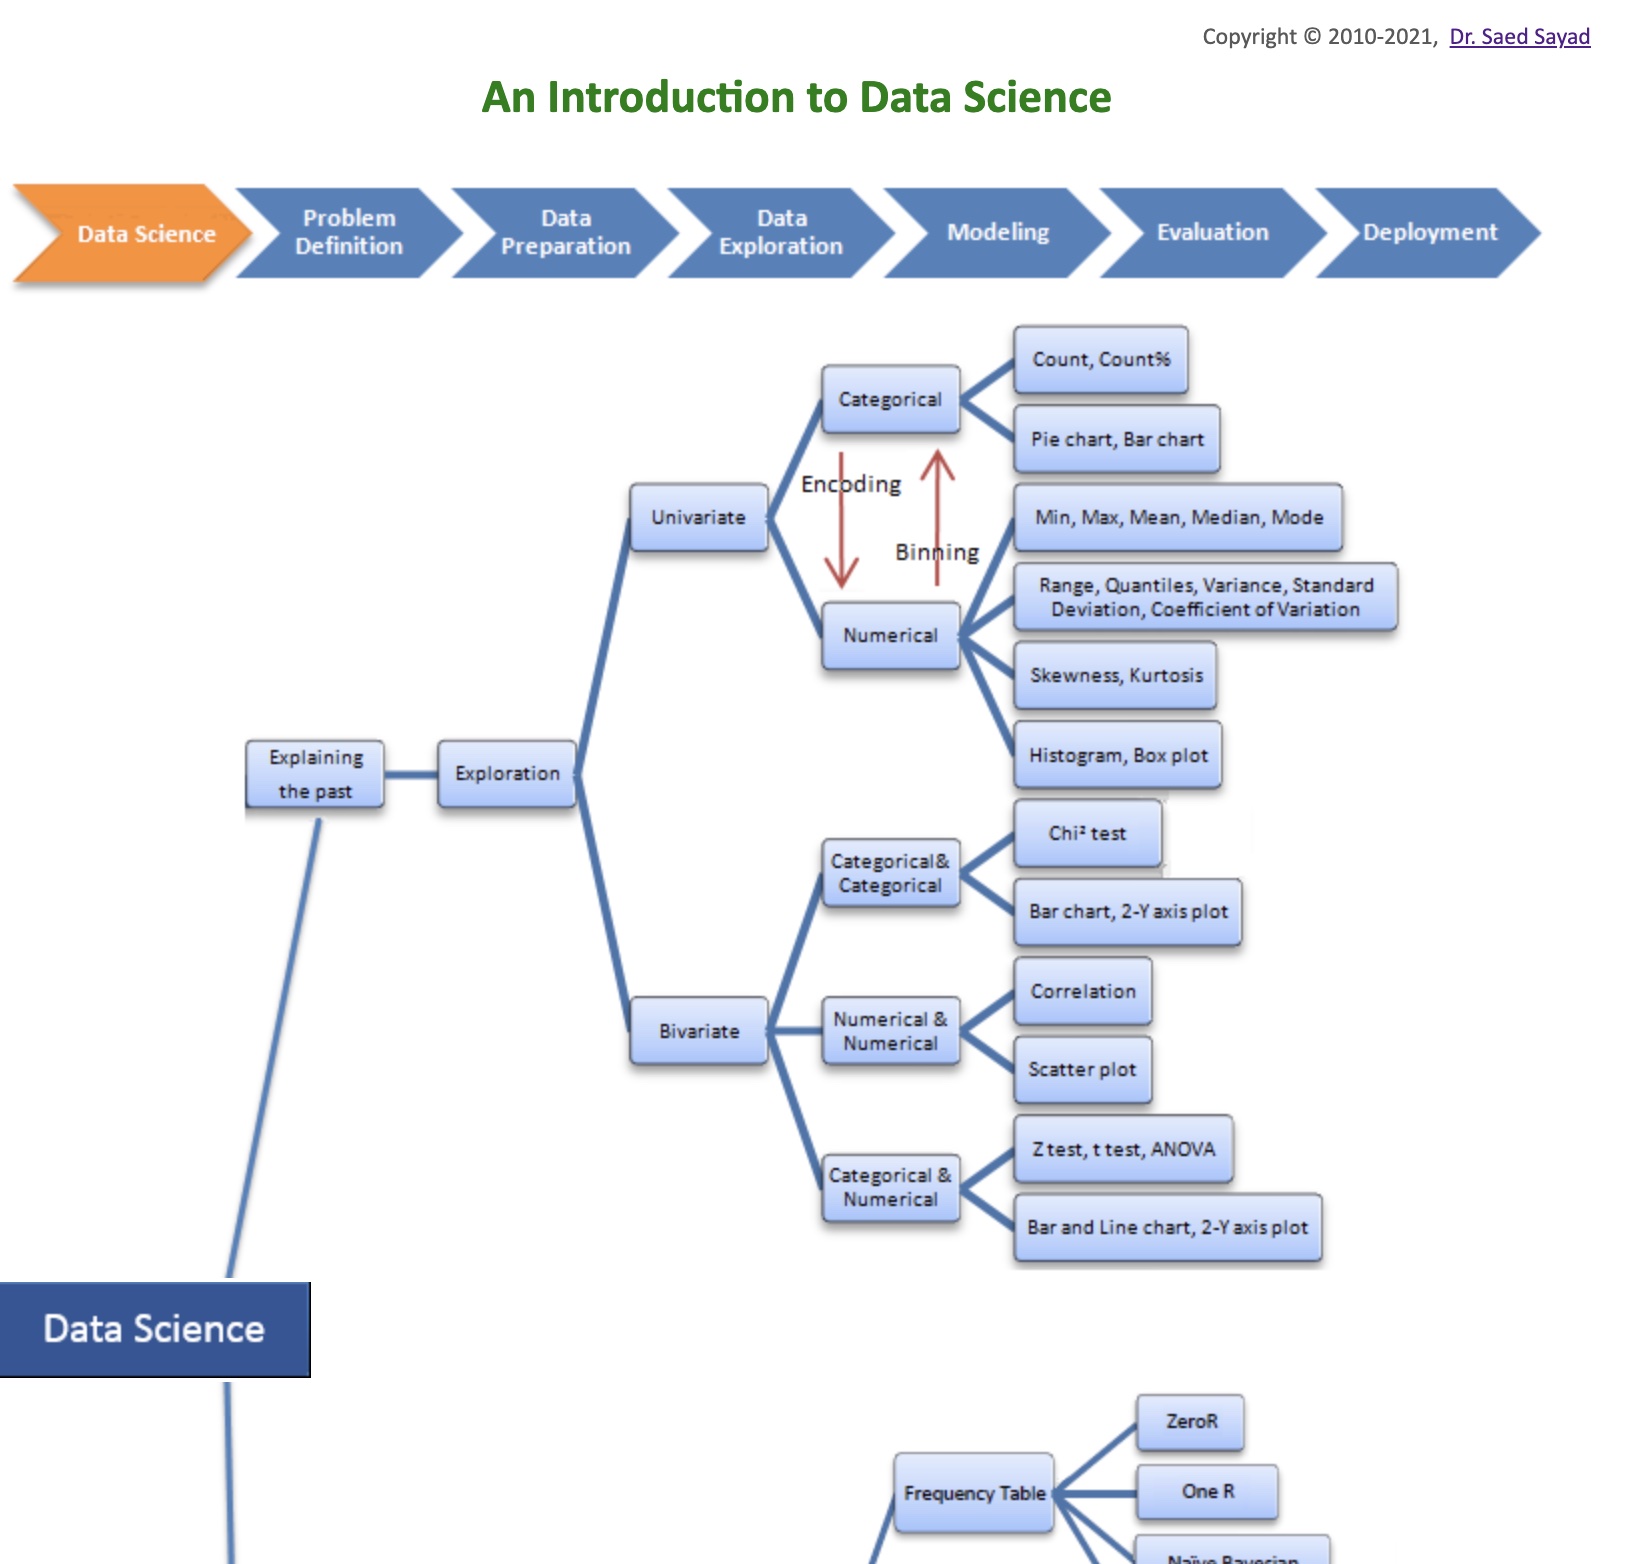 Copyright © 2010-2021, Dr. Saed Sayad
An Introduction to Data Science
Data Science
Problem
Definition
Data
Preparation
Data
Exploration
Modeling
Evaluation
Deployment
Count, Count%
Categorical
Pie chart, Bar chart
Encoding
Univariate
Min, Max, Mean, Median, Mode
Binning
Range, Quantiles, Variance, Standard
Deviation, Coefficient of Variation
Numerical
Skewness, Kurtosis
Histogram, Box plot
Explaining
the past
Exploration
Chi² test
Categorical&
Categorical
Bar chart, 2-Y axis plot
Correlation
Bivariate
Numerical &
Numerical
Scatter plot
Z test, t test, ANOVA
Categorical &
Numerical
Bar and Line chart, 2-Y axis plot
Data Science
ZeroR
Frequency Table
One R
Naïve Bayesian